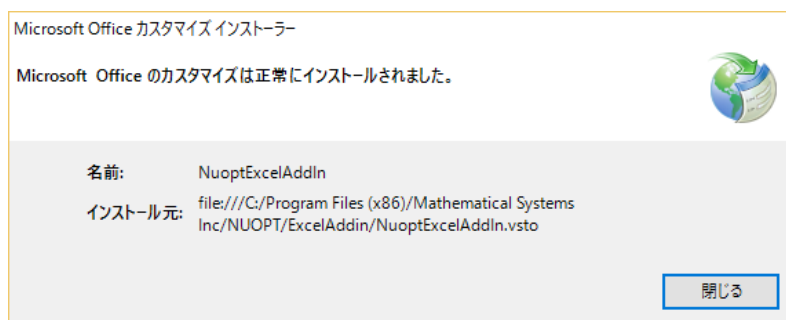 Microsoft Office カスタマイズ インストーラー
Microsoft Office のカスタマイズは正常にインストールされました。
名前: NuoptExcelAddIn
インストール元: file:///C:/Program Files (x86)/Mathematical Systems
Inc/NUOPT/ExcelAddin/NuoptExcelAddIn.vsto
閉じる